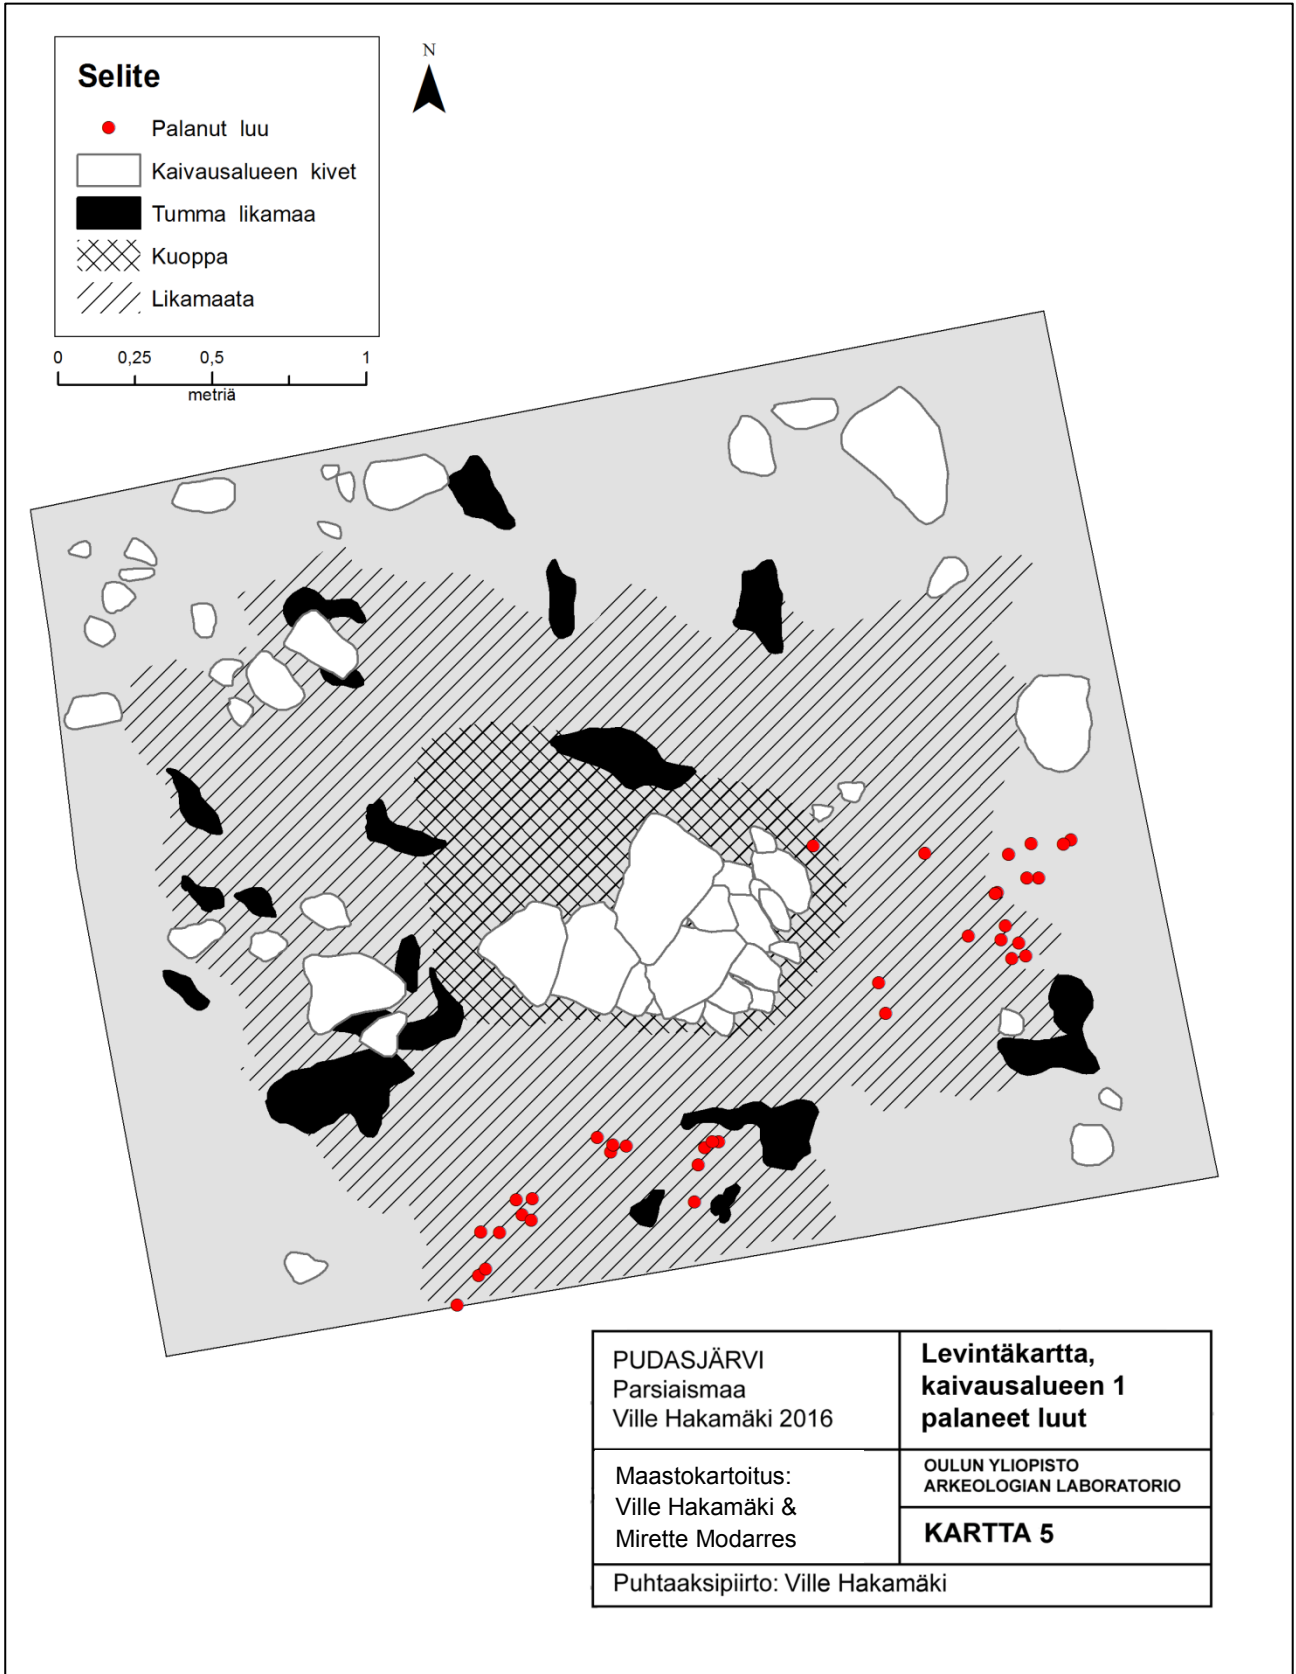 Selite
Palanut luu
Kaivausalueen kivet
Tumma likamaa
Kuoppa
Likamaata
N
0 0,25 0,5 1
metriä
PUDASJÄRVI
Parsiaismaa
Ville Hakamäki 2016
Levintäkartta,
kaivausalueen 1
palaneet luut
Maastokartoitus:
Ville Hakamäki &
Mirette Modarres
OULUN YLIOPISTO
ARKEOLOGIAN LABORATORIO
KARTTA 5
Puhtaaksipiirto: Ville Hakamäki